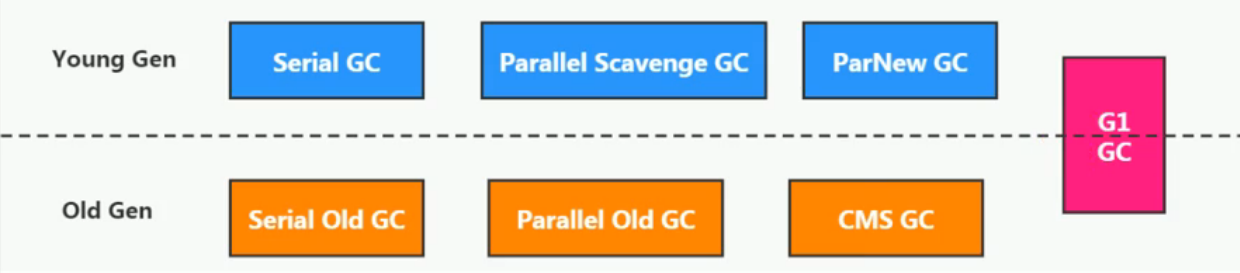 Young Gen
Serial GC
Parallel Scavenge GC
ParNew GC
G1
GC
Old Gen
Serial Old GC
Parallel Old GC
CMS GC